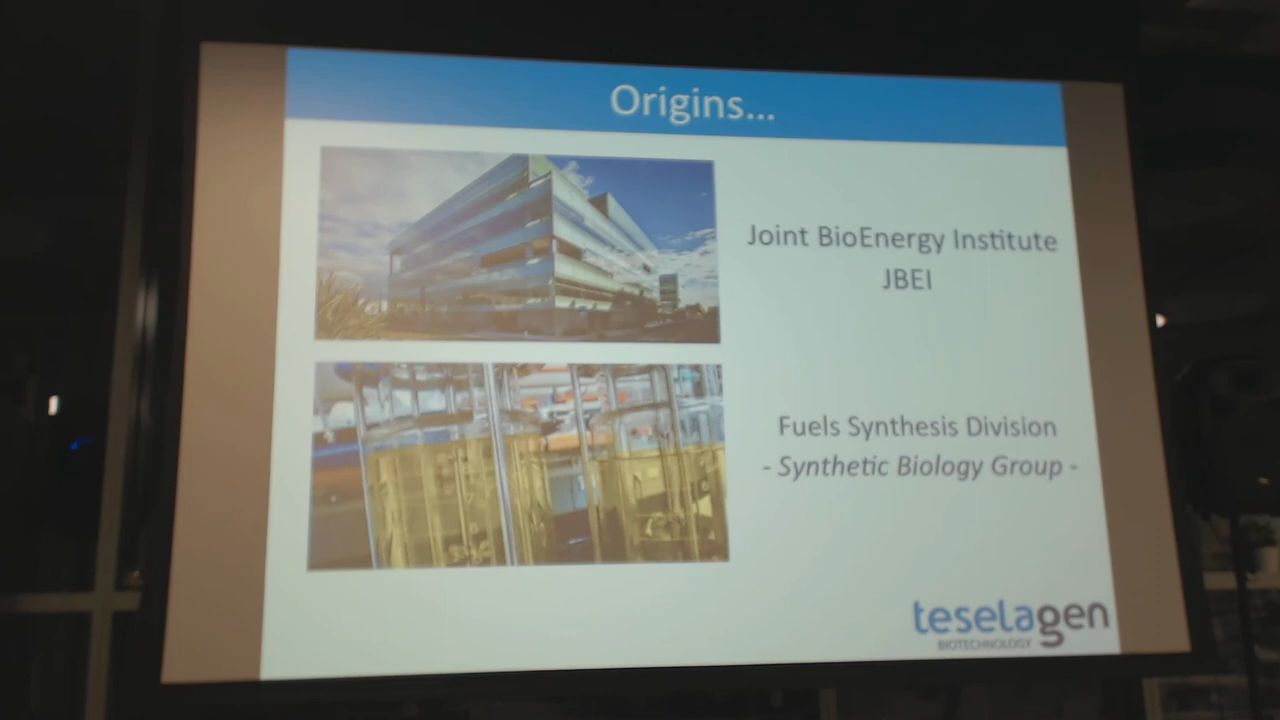 Origins...
Joint BioEnergy Institute
JBEI
Fuels Synthesis Division
- Synthetic Biology Group -
teselagen
BIOTECHNOLOGY